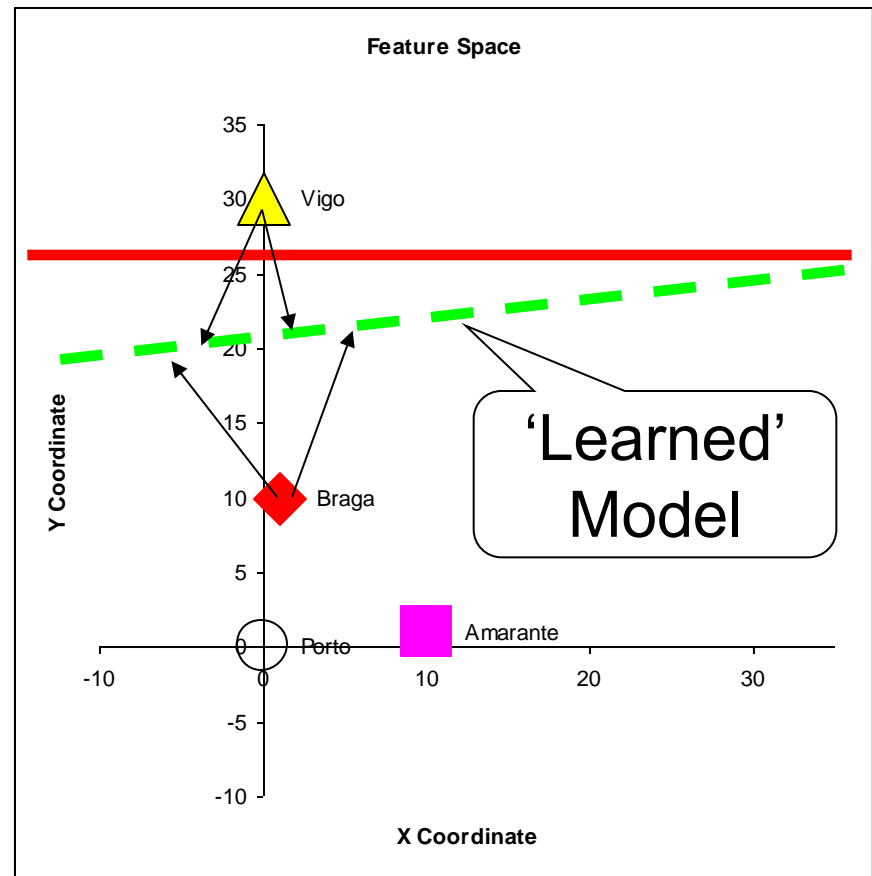 Feature Space
35
30
Vigo
25
20
15
10
Braga
5
0
Porto
Amarante
-10
0
10
20
30
-5
-10
Y Coordinate
X Coordinate
‘Learned’
Model